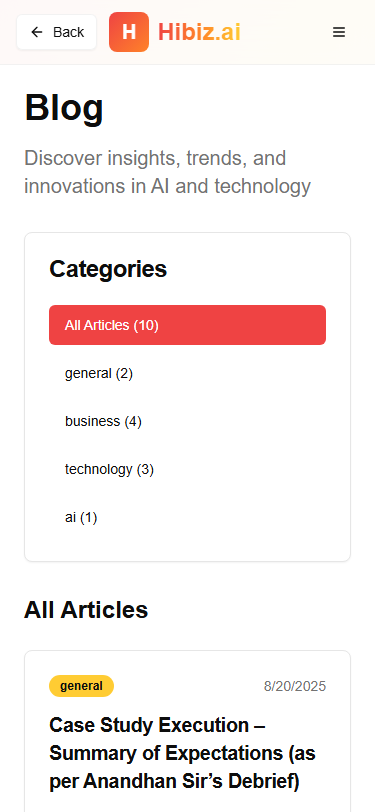 Back
H
Hibiz.ai
Blog
Discover insights, trends, and
innovations in AI and technology
Categories
All Articles (10)
general (2)
business (4)
technology (3)
ai (1)
All Articles
general
8/20/2025
Case Study Execution –
Summary of Expectations (as
per Anandhan Sir’s Debrief)